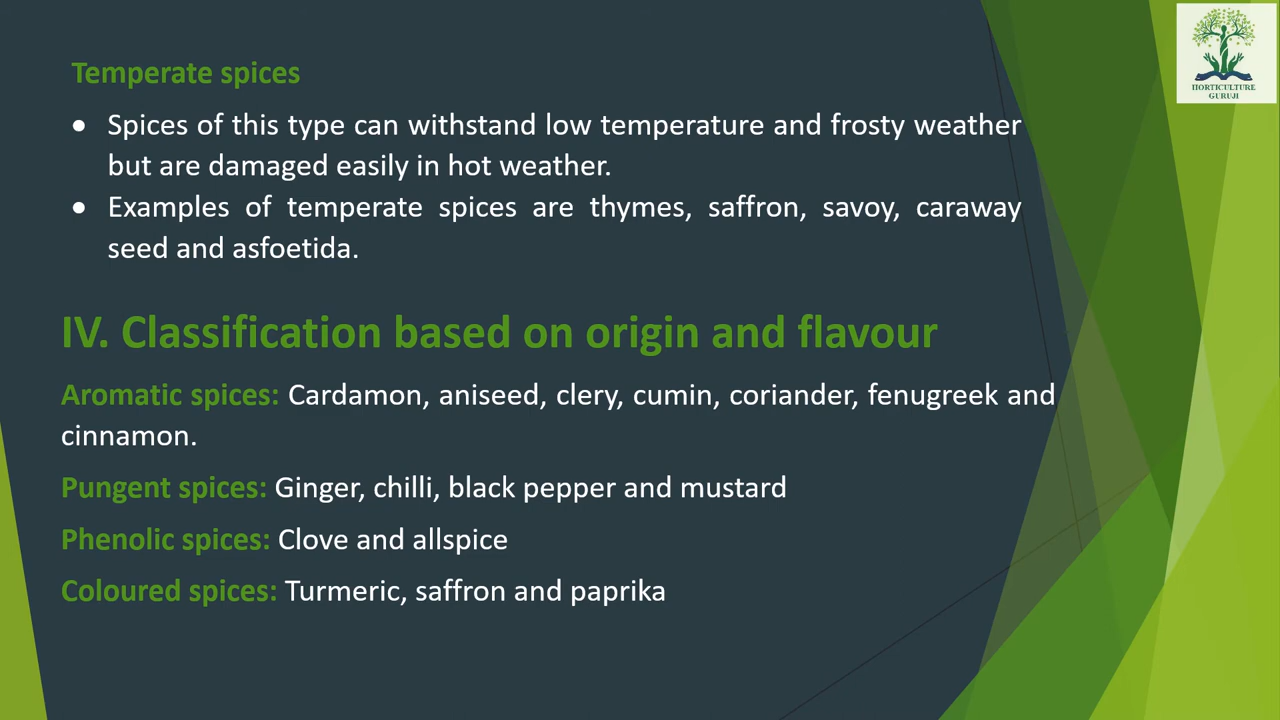 HORTICULTURE
GURUJI
Temperate spices
• Spices of this type can withstand low temperature and frosty weather
but are damaged easily in hot weather.
• Examples of temperate spices are thymes, saffron, savoy, caraway
seed and asfoetida.
IV. Classification based on origin and flavour
Aromatic spices: Cardamon, aniseed, clery, cumin, coriander, fenugreek and
cinnamon.
Pungent spices: Ginger, chilli, black pepper and mustard
Phenolic spices: Clove and allspice
Coloured spices: Turmeric, saffron and paprika